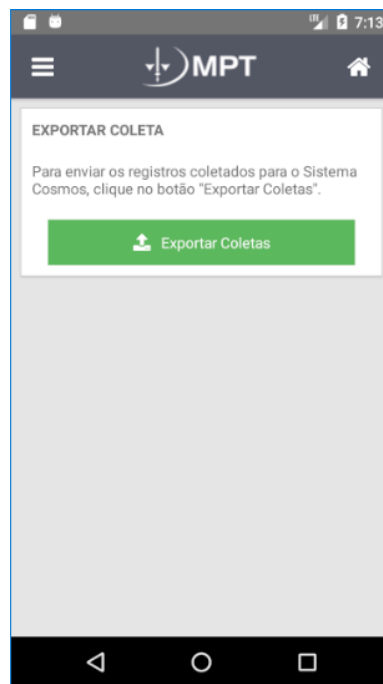 7:13
MPT
EXPORTAR COLETA
Para enviar os registros coletados para o Sistema
Cosmos, clique no botão "Exportar Coletas".
Exportar Coletas